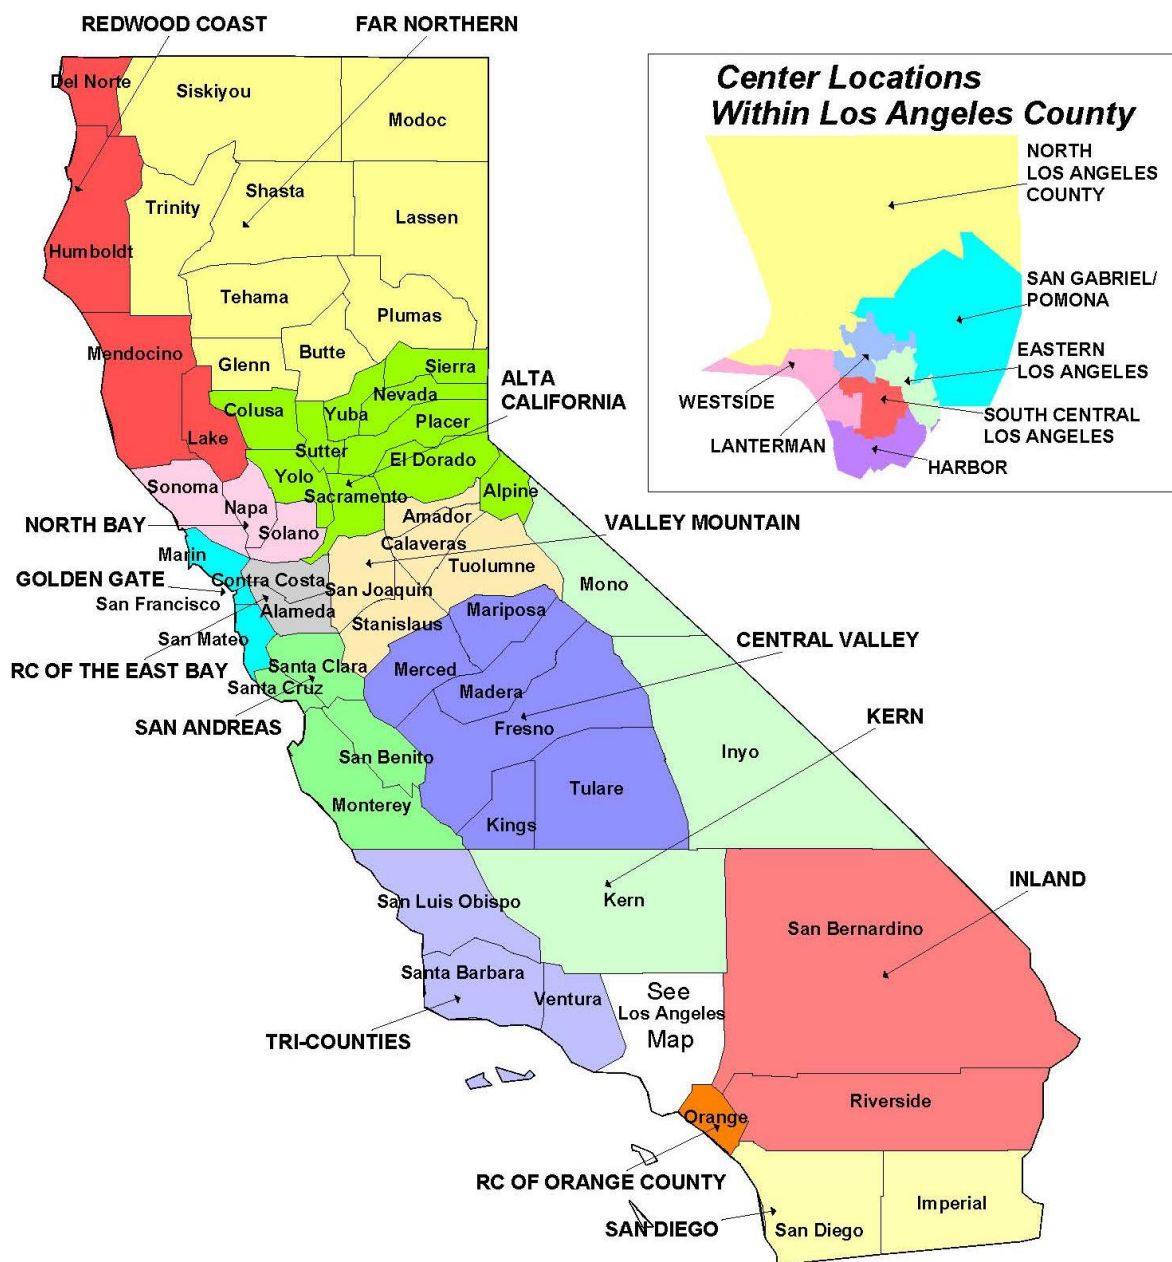 REDWOOD COAST
FAR NORTHERN
Del Norte
Siskiyou
Modoc
Humboldt
Trinity
Shasta
Lassen
Tehama
Plumas
Mendocino
Glenn
Butte
Sierra
Lake
Colusa
Yuba
Nevada
Placer
Sutter
El Dorado
Yolo
Sacramento
Alpine
ALTA
CALIFORNIA
Sonoma
Napa
Solano
NORTH BAY
Amador
Calaveras
VALLEY MOUNTAIN
Marin
Contra Costa
San Joaquin
Tuolumne
Mono
GOLDEN GATE
San Francisco
Alameda
Stanislaus
Mariposa
San Mateo
RC OF THE EAST BAY
Santa Clara
Merced
Madera
CENTRAL VALLEY
Santa Cruz
SAN ANDREAS
Fresno
KERN
San Benito
Inyo
Monterey
Kings
Tulare
San Luis Obispo
Kern
INLAND
San Bernardino
Santa Barbara
Ventura
See
Los Angeles
Map
TRI-COUNTIES
Orange
Riverside
RC OF ORANGE COUNTY
SAN DIEGO
San Diego
Imperial
Center Locations
Within Los Angeles County
NORTH
LOS ANGELES
COUNTY
SAN GABRIEL/
POMONA
EASTERN
LOS ANGELES
WESTSIDE
SOUTH CENTRAL
LOS ANGELES
LANTERMAN
HARBOR